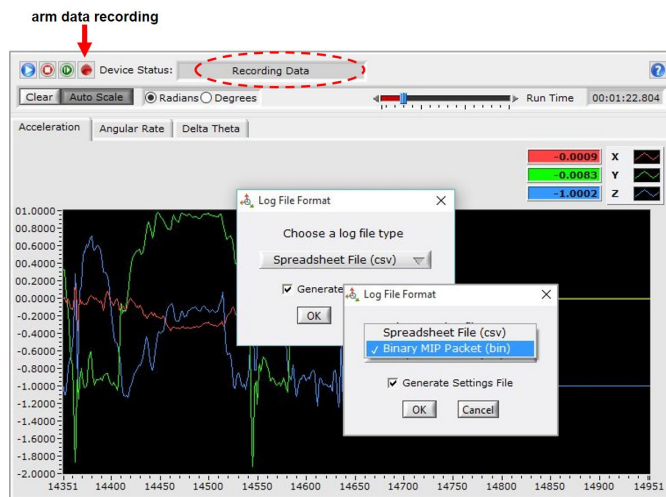 arm data recording
Device Status: Recording Data ?
Clear Auto Scale Radians Degrees Run Time 00:01:22.804
Acceleration Angular Rate Delta Theta
-0.0009 X
-0.0083 Y
-1.0002 Z
Log File Format
Choose a log file type
Spreadsheet File (csv)
Generate
OK
Log File Format
Spreadsheet File (csv)
✓ Binary MIP Packet (bin)
Generate Settings File
OK Cancel
01.0000
00.8000
00.6000
00.4000
00.2000
00.0000
-0.2000
-0.4000
-0.6000
-0.8000
-1.0000
-1.2000
-1.4000
-1.6000
-1.8000
-2.0000
14351 14400 14450 14500 14550 14600 14650 14700 14750 14800 14850 14900 14951